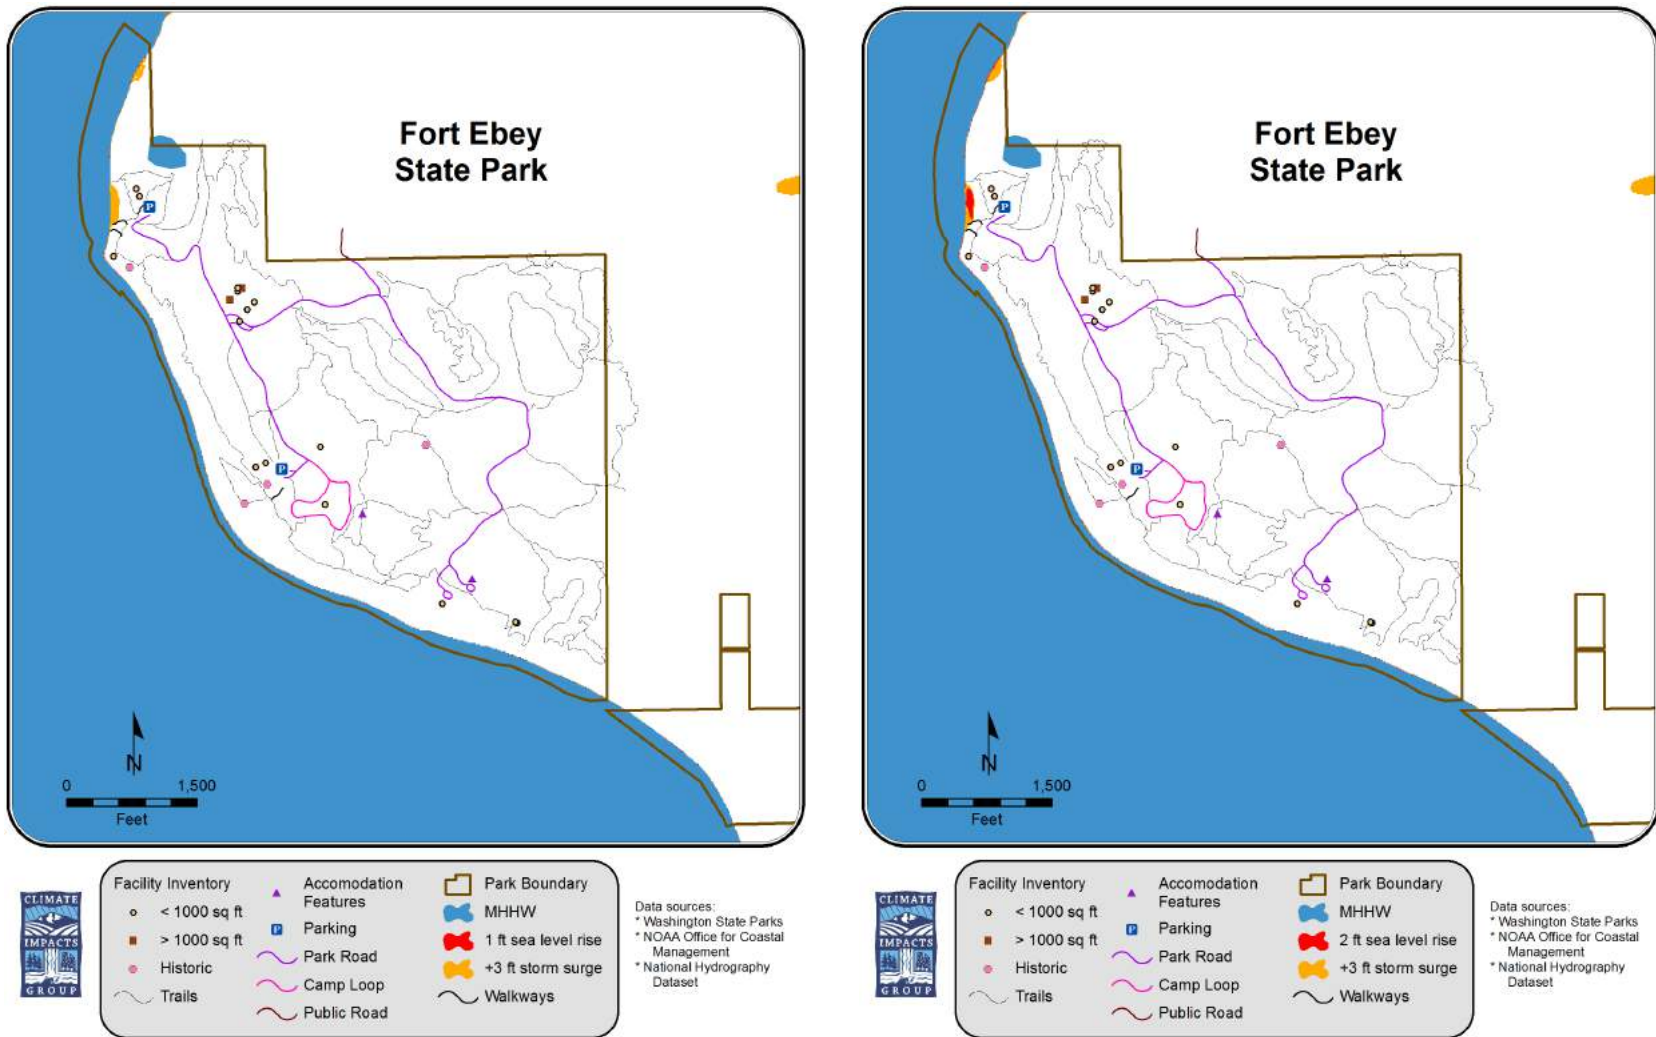 Fort Ebey
State Park
P
P
N
0 1,500
Feet
CLIMATE
IMPACTS
GROUP
Facility Inventory
< 1000 sq ft
> 1000 sq ft
Historic
Trails
Accomodation
Features
P Parking
Park Road
Camp Loop
Public Road
Park Boundary
MHHW
1 ft sea level rise
+3 ft storm surge
Walkways
Data sources:
* Washington State Parks
* NOAA Office for Coastal
Management
* National Hydrography
Dataset
Fort Ebey
State Park
P
P
N
0 1,500
Feet
CLIMATE
IMPACTS
GROUP
Facility Inventory
< 1000 sq ft
> 1000 sq ft
Historic
Trails
Accomodation
Features
P Parking
Park Road
Camp Loop
Public Road
Park Boundary
MHHW
2 ft sea level rise
+3 ft storm surge
Walkways
Data sources:
* Washington State Parks
* NOAA Office for Coastal
Management
* National Hydrography
Dataset